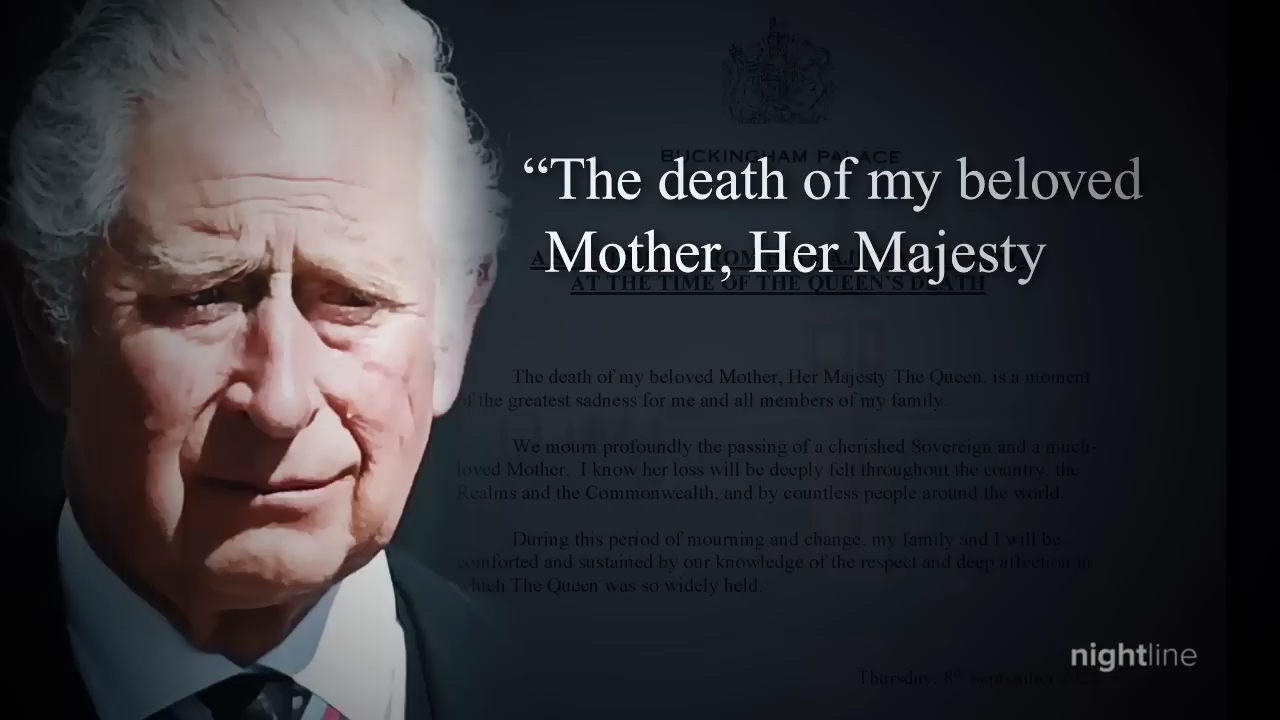 BUCKINGHAM PALACE
“The death of my beloved
Mother, Her Majesty
AT THE TIME OF THE QUEEN'S DEATH
The death of my beloved Mother, Her Majesty The Queen, is a moment
of the greatest sadness for me and all members of my family.
We mourn profoundly the passing of a cherished Sovereign and a much-
loved Mother. I know her loss will be deeply felt throughout the country, the
Realms and the Commonwealth, and by countless people around the world.
During this period of mourning and change, my family and I will be
comforted and sustained by our knowledge of the respect and deep affection in
which The Queen was so widely held.
nightline
Thursday, 8th September